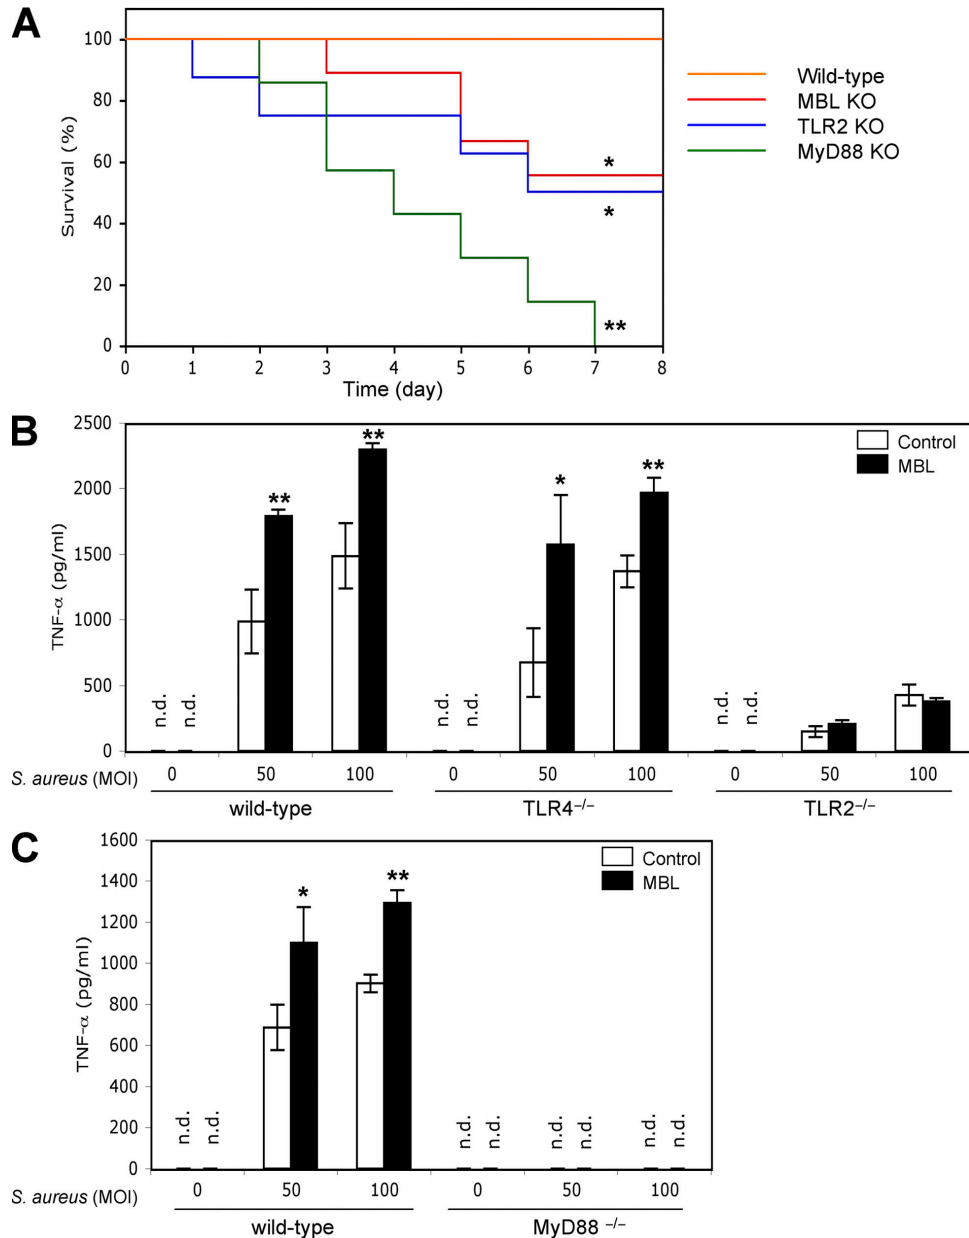 A
100
80
60
40
20
0
Survival (%)
0 1 2 3 4 5 6 7 8
Time (day)
*
*
**
Wild-type
MBL KO
TLR2 KO
MyD88 KO
B
2500
2000
1500
1000
500
0
TNF-α (pg/ml)
Control
MBL
** ** * **
n.d. n.d. n.d. n.d. n.d. n.d.
S. aureus (MOI) 0 50 100 0 50 100 0 50 100
wild-type TLR4–/– TLR2–/–
C
1600
1400
1200
1000
800
600
400
200
0
TNF-α (pg/ml)
Control
MBL
* **
n.d. n.d. n.d. n.d. n.d. n.d. n.d. n.d.
S. aureus (MOI) 0 50 100 0 50 100
wild-type MyD88 –/–